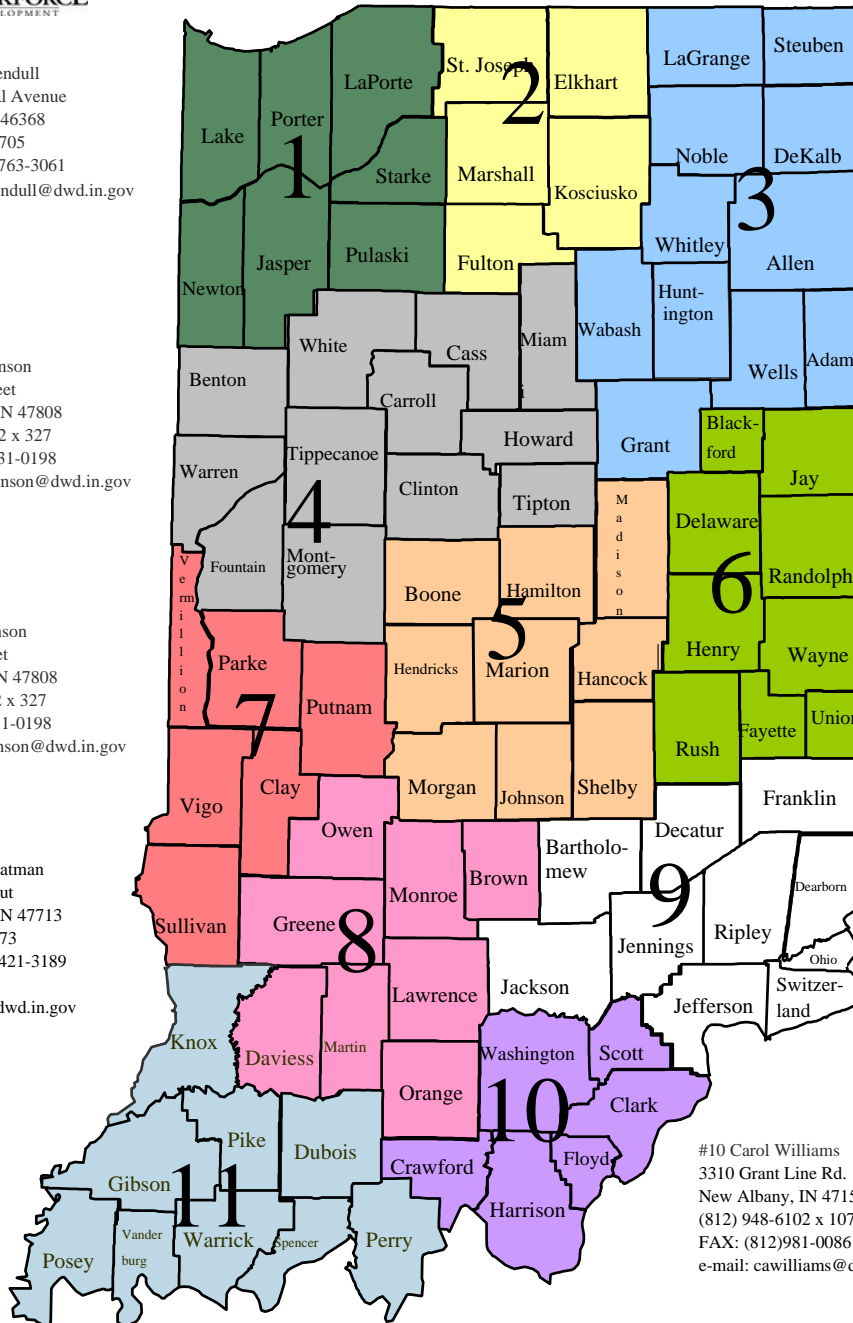 LOPMENT
endull
al Avenue
46368
705
763-3061
ndull@dwd.in.gov
nson
eet
N 47808
2 x 327
31-0198
nson@dwd.in.gov
nson
et
N 47808
2 x 327
1-0198
nson@dwd.in.gov
atman
ut
N 47713
73
421-3189
dwd.in.gov
St. Joseph
Elkhart
LaGrange
Steuben
LaPorte
Lake
Porter
1
2
Starke
Marshall
Kosciusko
Noble
DeKalb
3
Newton
Jasper
Pulaski
Fulton
Whitley
Allen
Hunt-
ington
White
Cass
Miam
i
Wabash
Wells
Adam
Benton
Carroll
Howard
Grant
Black-
ford
Jay
Warren
Tippecanoe
Clinton
Tipton
4
Madison
Delaware
Randolph
Vermillion
Fountain
Mont-
gomery
Boone
Hamilton
5
6
Henry
Wayne
Parke
Hendricks
Marion
Hancock
Putnam
7
Rush
Fayette
Union
Vigo
Clay
Morgan
Johnson
Shelby
Franklin
Owen
Decatur
Bartholo-
mew
9
Dearborn
Monroe
Brown
Sullivan
Greene
8
Jennings
Ripley
Ohio
Jackson
Lawrence
Jefferson
Switzer-
land
Knox
Daviess
Martin
Washington
Scott
Orange
10
Clark
Pike
Dubois
Crawford
Floyd
Gibson
11
Harrison
Posey
Vander
burg
Warrick
Spencer
Perry
#10 Carol Williams
3310 Grant Line Rd.
New Albany, IN 4715
(812) 948-6102 x 107
FAX: (812)981-0086
e-mail: cawilliams@d